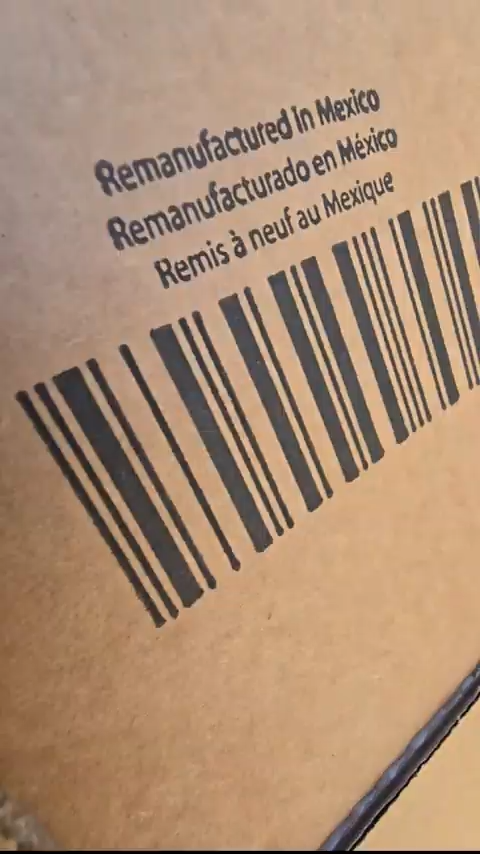 Remanufactured In Mexico
Remanufacturado en México
Remis à neuf au Mexique